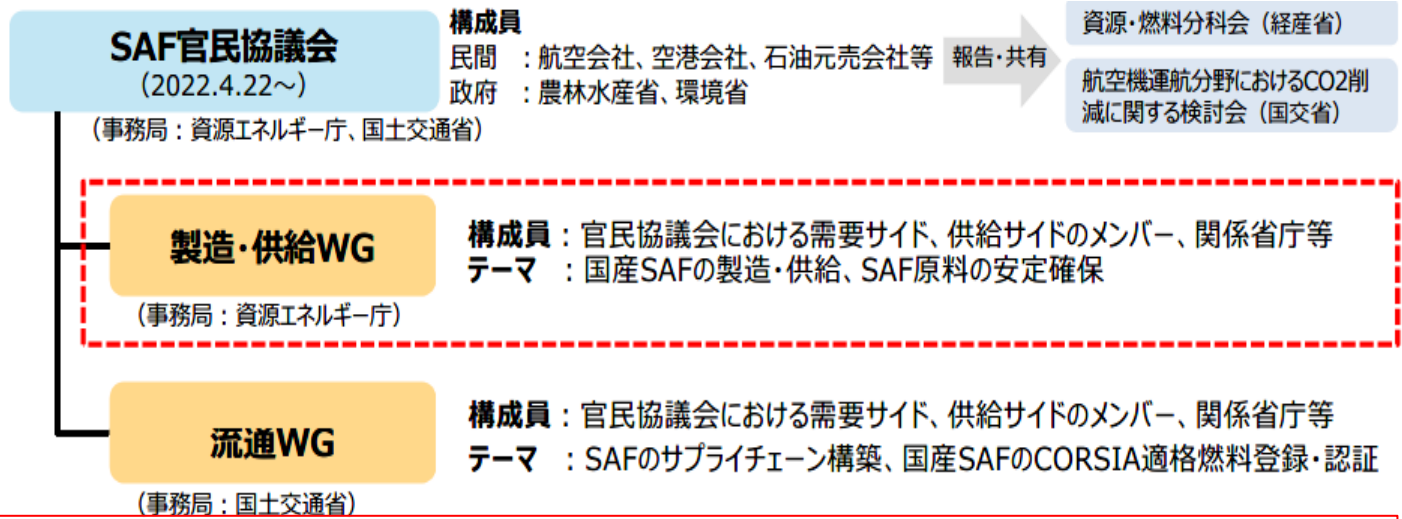 SAF官民協議会
（2022.4.22～）
（事務局：資源エネルギー庁、国土交通省）
構成員
民間　：航空会社、空港会社、石油元売会社等
政府　：農林水産省、環境省
報告・共有
資源・燃料分科会（経産省）
航空機運航分野におけるCO2削
減に関する検討会（国交省）
製造・供給WG
（事務局：資源エネルギー庁）
構成員：官民協議会における需要サイド、供給サイドのメンバー、関係省庁等
テーマ　：国産SAFの製造・供給、SAF原料の安定確保
流通WG
（事務局：国土交通省）
構成員：官民協議会における需要サイド、供給サイドのメンバー、関係省庁等
テーマ　：SAFのサプライチェーン構築、国産SAFのCORSIA適格燃料登録・認証